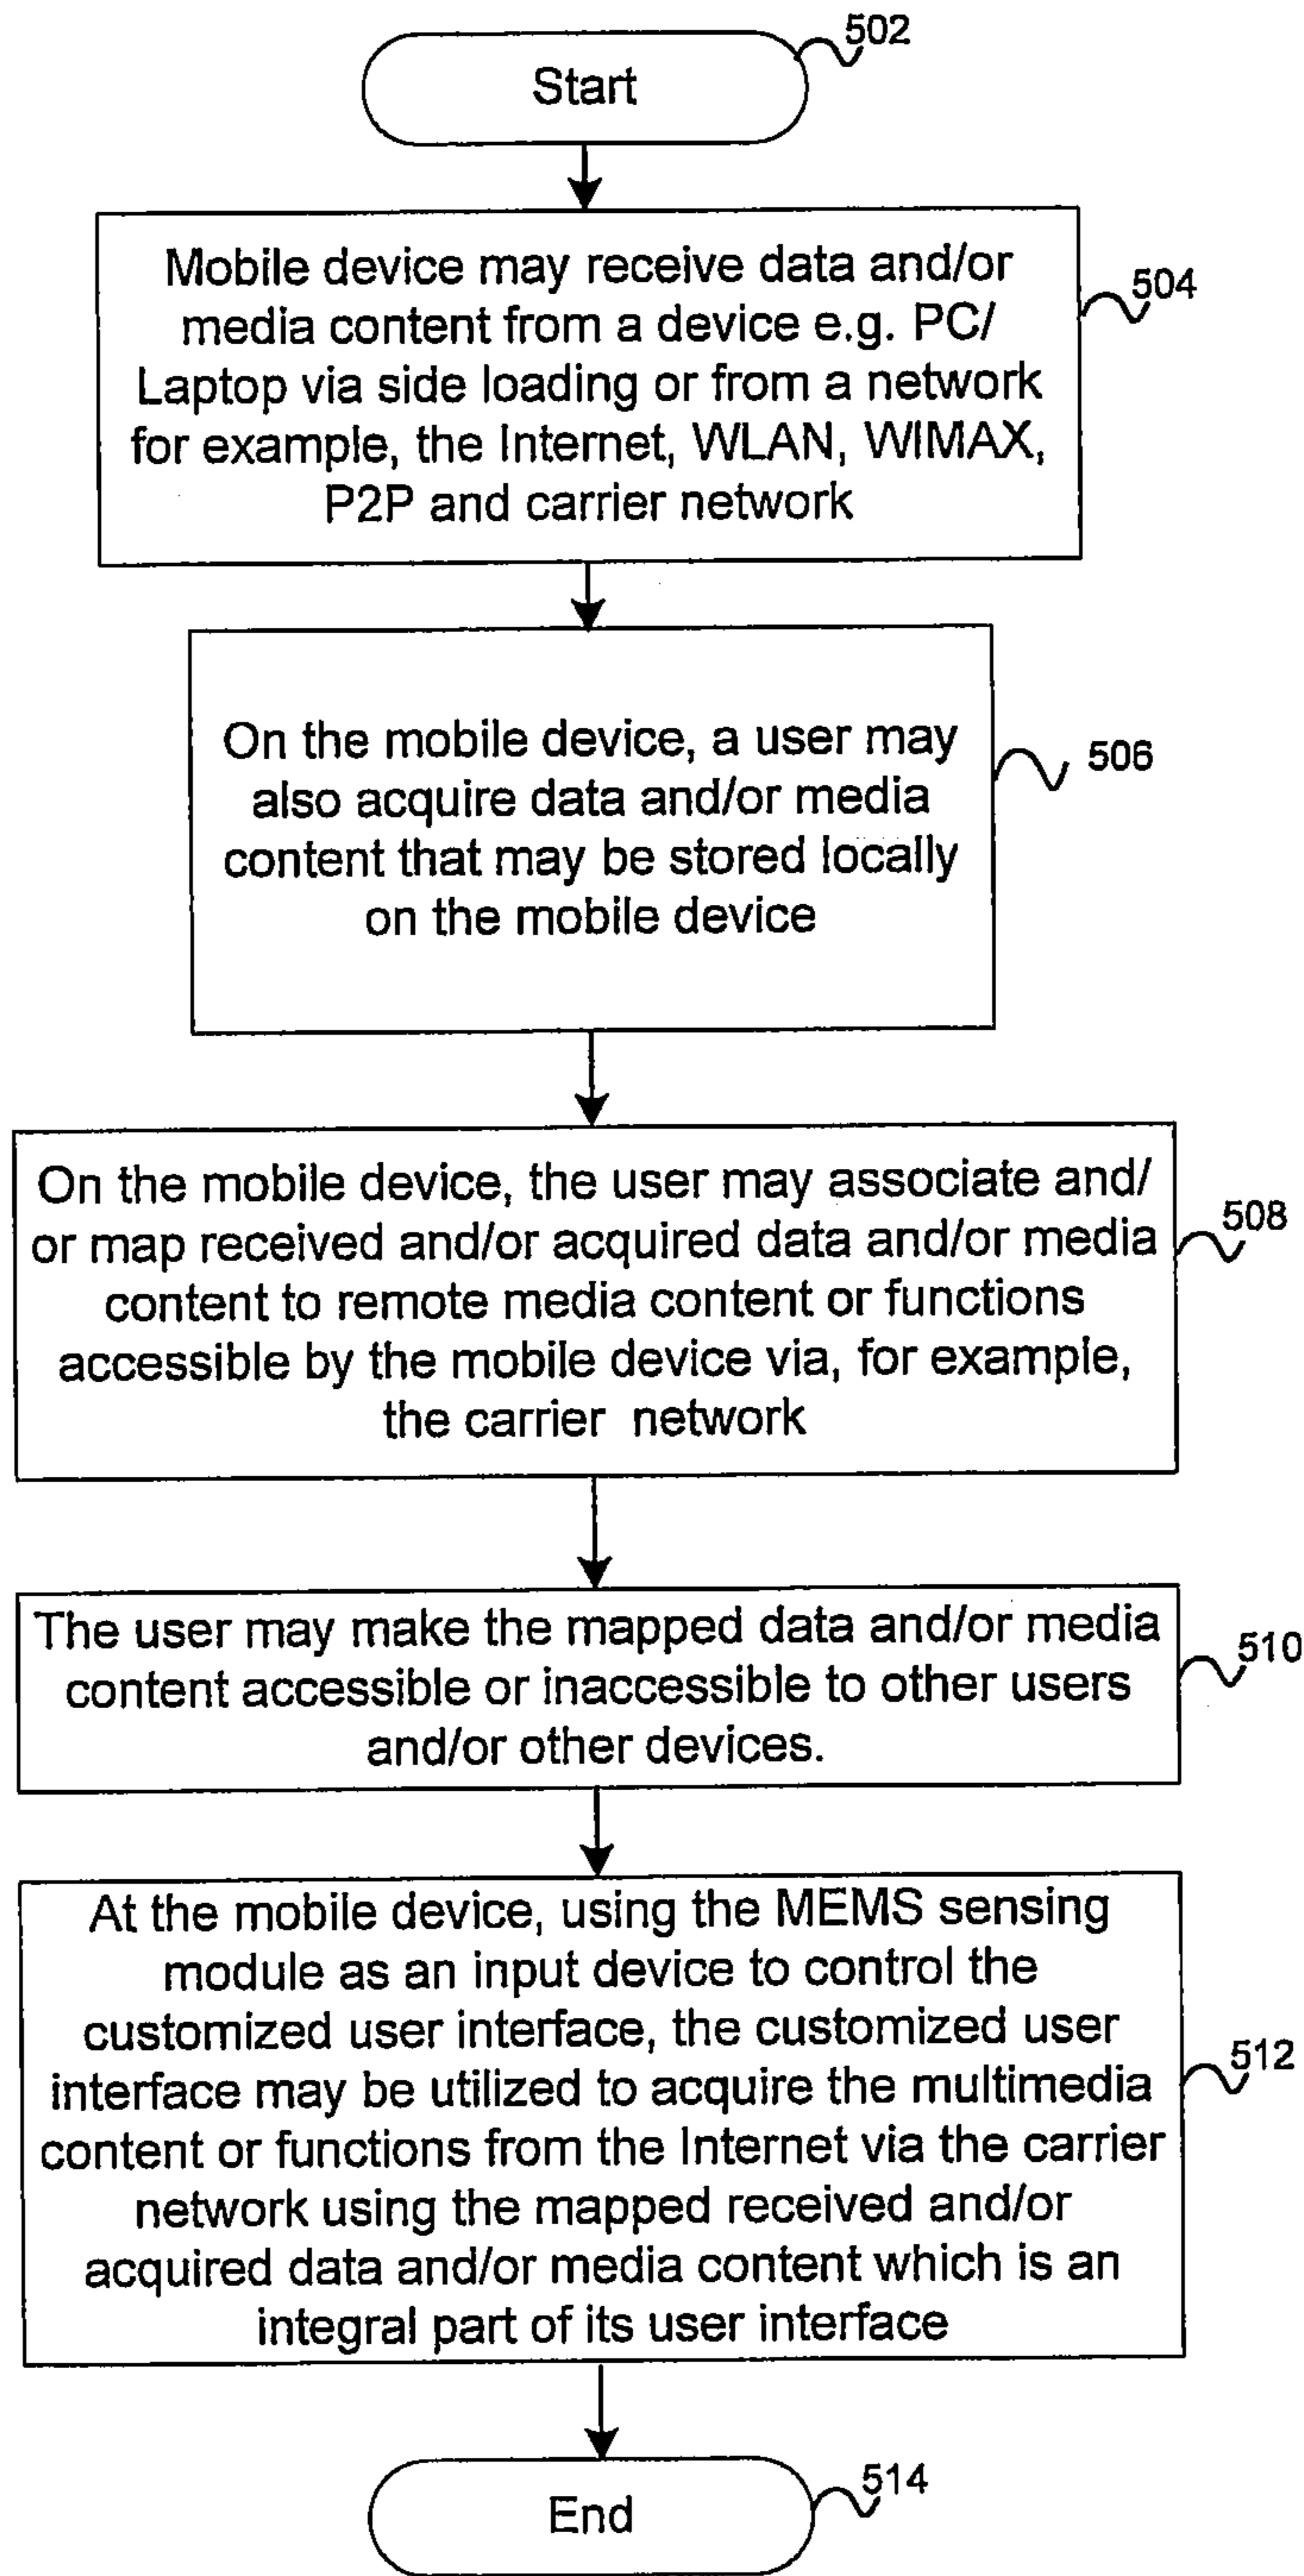 502
Start
Mobile device may receive data and/or
media content from a device e.g. PC/
Laptop via side loading or from a network
for example, the Internet, WLAN, WIMAX,
P2P and carrier network
504
On the mobile device, a user may
also acquire data and/or media
content that may be stored locally
on the mobile device
506
On the mobile device, the user may associate and/
or map received and/or acquired data and/or media
content to remote media content or functions
accessible by the mobile device via, for example,
the carrier network
508
The user may make the mapped data and/or media
content accessible or inaccessible to other users
and/or other devices.
510
At the mobile device, using the MEMS sensing
module as an input device to control the
customized user interface, the customized user
interface may be utilized to acquire the multimedia
content or functions from the Internet via the carrier
network using the mapped received and/or
acquired data and/or media content which is an
integral part of its user interface
512
End
514